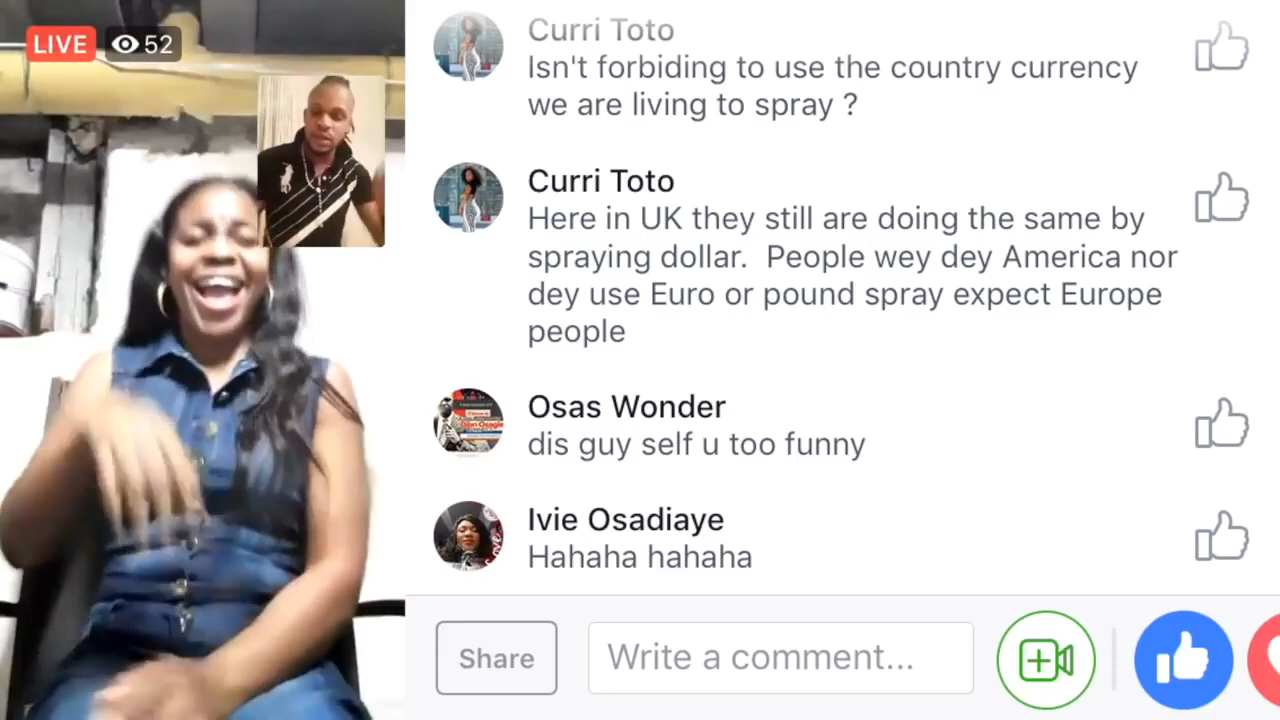 LIVE 52
Curri Toto
Isn't forbiding to use the country currency
we are living to spray ?
Curri Toto
Here in UK they still are doing the same by
spraying dollar. People wey dey America nor
dey use Euro or pound spray expect Europe
people
Osas Wonder
dis guy self u too funny
Ivie Osadiaye
Hahaha hahaha
Share
Write a comment...